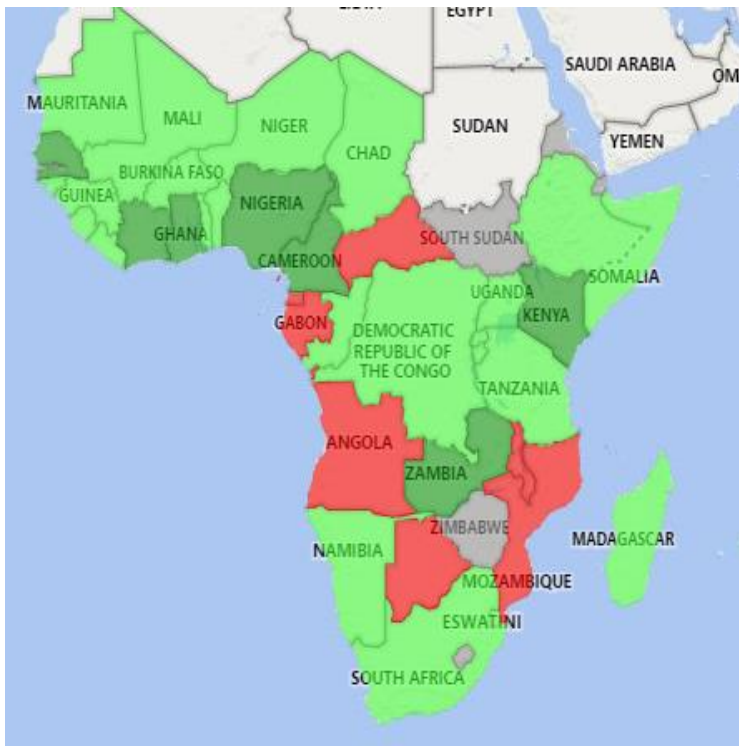 EGYPT
SAUDI ARABIA
OM
MAURITANIA
MALI
NIGER
CHAD
SUDAN
YEMEN
BURKINA FASO
GUINEA
NIGERIA
GHANA
CAMEROON
SOUTH SUDAN
SOMALIA
UGANDA
KENYA
GABON
DEMOCRATIC
REPUBLIC OF
THE CONGO
TANZANIA
ANGOLA
ZAMBIA
ZIMBABWE
NAMIBIA
MADAGASCAR
MOZAMBIQUE
ESWATINI
SOUTH AFRICA